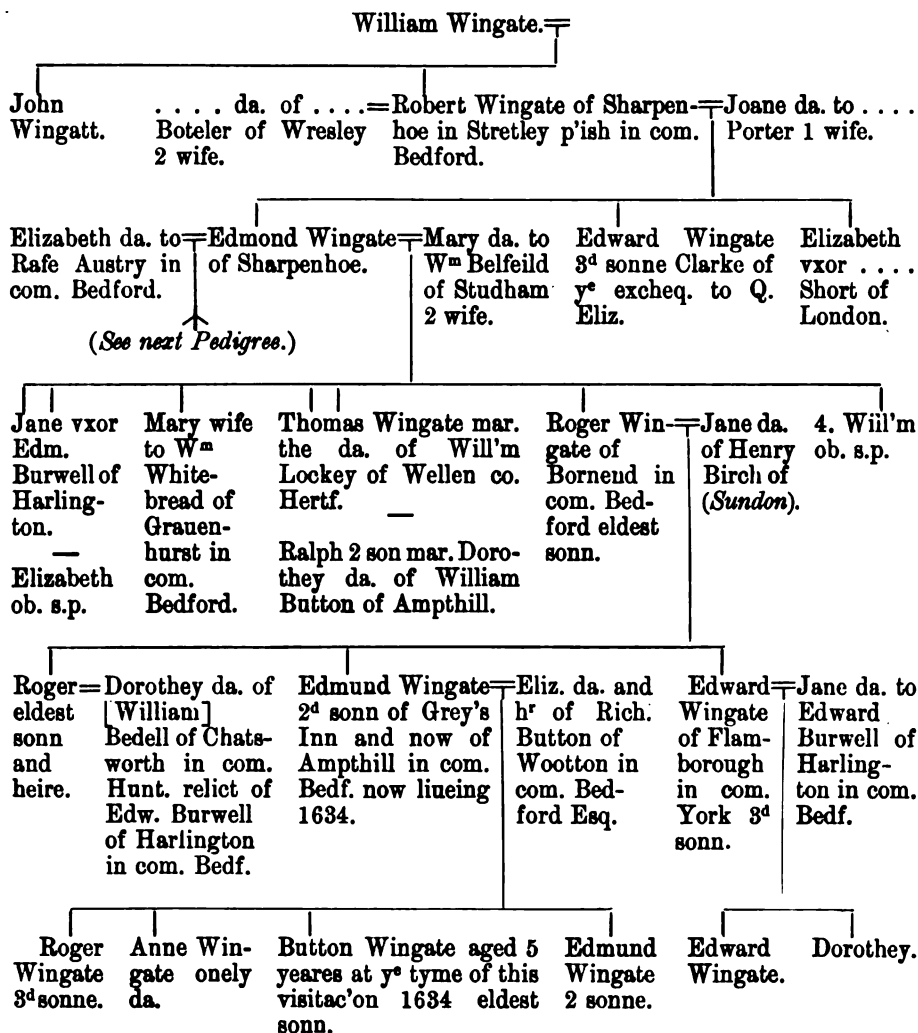 William Wingate.
John
Wingatt.
. . . . da. of . . . .=
Boteler of Wresley
2 wife.
Robert Wingate of Sharpen-
hoe in Stretley p'ish in com.
Bedford.
Joane da. to . . . .
Porter 1 wife.
Elizabeth da. to
Rafe Austry in
com. Bedford.
(See next Pedigree.)
Edmond Wingate
of Sharpenhoe.
Mary da. to
Wᵐ Belfeild
of Studham
2 wife.
Edward Wingate
3ᵈ sonne Clarke of
yᵉ excheq. to Q.
Eliz.
Elizabeth
vxor . . . .
Short of
London.
Jane vxor
Edm.
Burwell of
Harling-
ton.
—
Elizabeth
ob. s.p.
Mary wife
to Wᵐ
White-
bread of
Grauen-
hurst in
com.
Bedford.
Thomas Wingate mar.
the da. of Will'm
Lockey of Wellen co.
Hertf.
—
Ralph 2 son mar. Doro-
they da. of William
Button of Ampthill.
Roger Win-
gate of
Borneud in
com. Bed-
ford eldest
sonn.
Jane da.
of Henry
Birch of
(Sundon).
4. Will'm
ob. s.p.
Roger=
eldest
sonn
and
heire.
Dorothey da. of
[William]
Bedell of Chats-
worth in com.
Hunt. relict of
Edw. Burwell
of Harlington
in com. Bedf.
Edmund Wingate
2ᵈ sonn of Grey's
Inn and now of
Ampthill in com.
Bedf. now liueing
1634.
Eliz. da. and
hʳ of Rich.
Button of
Wootton in
com. Bed-
ford Esq.
Edward
Wingate
of Flam-
borough
in com.
York 3ᵈ
sonn.
Jane da. to
Edward
Burwell of
Harling-
ton in com.
Bedf.
Roger
Wingate
3ᵈ sonne.
Anne Win-
gate onely
da.
Button Wingate aged 5
yeares at yᵉ tyme of this
visitac'on 1634 eldest
sonn.
Edmund
Wingate
2 sonne.
Edward
Wingate.
Dorothey.